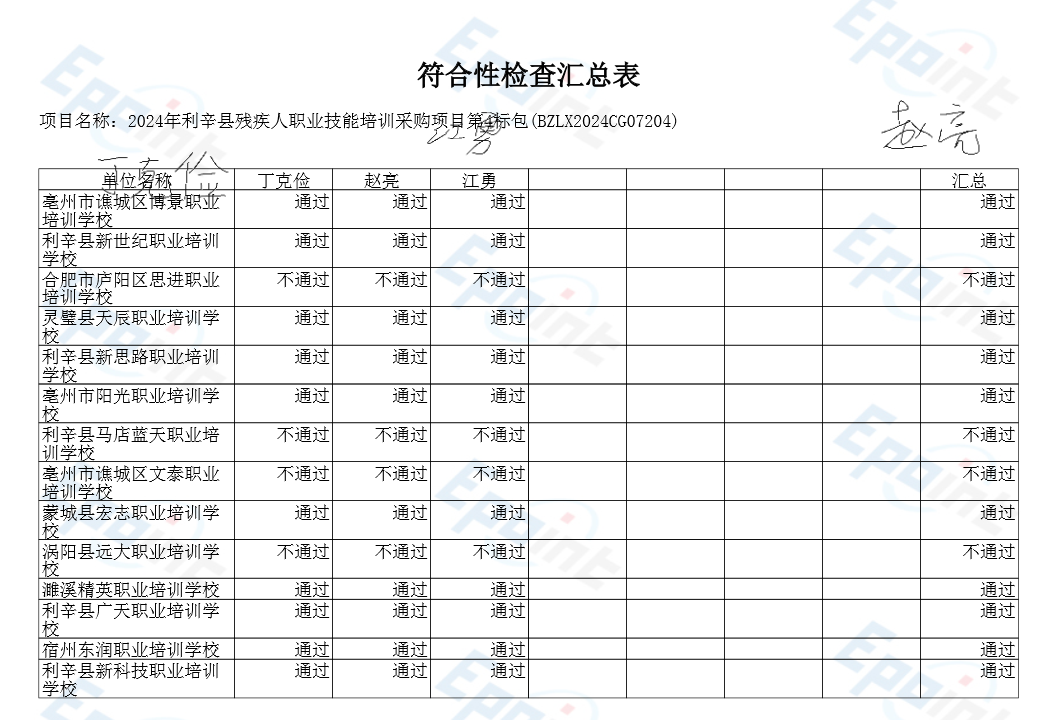 符合性检查汇总表
项目名称: 2024年利辛县残疾人职业技能培训采购项目第 标包(BZLX2024CG07204)
江勇
赵亮
丁克俭
单位名称 丁克俭 赵亮 江勇 汇总
亳州市谯城区博景职业 通过 通过 通过 通过
培训学校
利辛县新世纪职业培训 通过 通过 通过 通过
学校
合肥市庐阳区思进职业 不通过 不通过 不通过 不通过
培训学校
灵璧县天辰职业培训学 通过 通过 通过 通过
校
利辛县新思路职业培训 通过 通过 通过 通过
学校
亳州市阳光职业培训学 通过 通过 通过 通过
校
利辛县马店蓝天职业培 不通过 不通过 不通过 不通过
训学校
亳州市谯城区文泰职业 不通过 不通过 不通过 不通过
培训学校
蒙城县宏志职业培训学 通过 通过 通过 通过
校
涡阳县远大职业培训学 不通过 不通过 不通过 不通过
校
濉溪精英职业培训学校 通过 通过 通过 通过
利辛县广天职业培训学 通过 通过 通过 通过
校
宿州东润职业培训学校 通过 通过 通过 通过
利辛县新科技职业培训 通过 通过 通过 通过
学校
Epoint